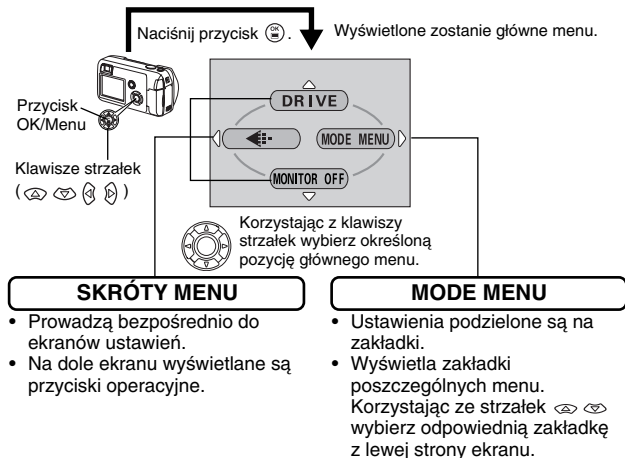 Naciśnij przycisk OK.
Wyświetlone zostanie główne menu.
Przycisk
OK/Menu
Klawisze strzałek
( )
DRIVE
MODE MENU
MONITOR OFF
Korzystając z klawiszy
strzałek wybierz określoną
pozycję głównego menu.
SKRÓTY MENU
• Prowadzą bezpośrednio do
ekranów ustawień.
• Na dole ekranu wyświetlane są
przyciski operacyjne.
MODE MENU
• Ustawienia podzielone są na
zakładki.
• Wyświetla zakładki
poszczególnych menu.
Korzystając ze strzałek
wybierz odpowiednią zakładkę
z lewej strony ekranu.